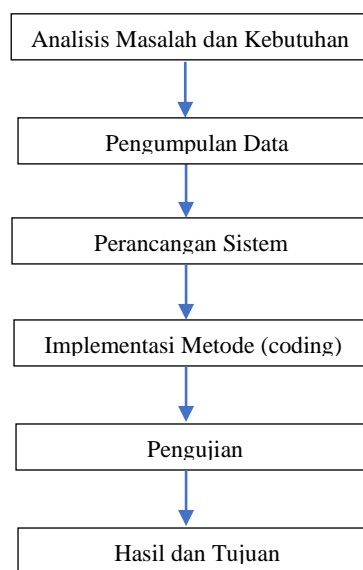 Analisis Masalah dan Kebutuhan
Pengumpulan Data
Perancangan Sistem
Implementasi Metode (coding)
Pengujian
Hasil dan Tujuan